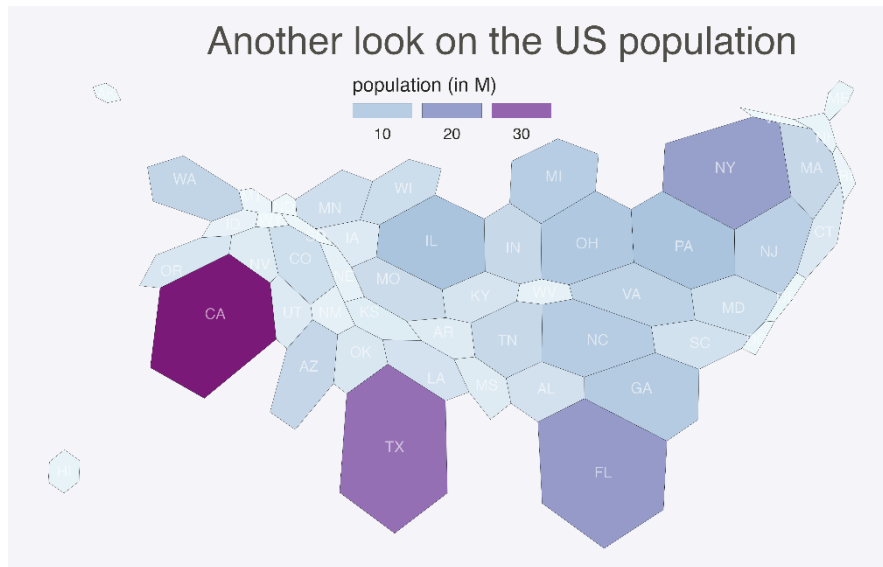 Another look on the US population
population (in M)
10 20 30
NY
MA
WA
WI
MI
MN
CT
IL
IA
IN
OH
PA
NJ
OR
NV
CO
NE
MO
KY
WV
VA
MD
CA
UT
NM
KS
AR
TN
NC
SC
AZ
OK
LA
MS
AL
GA
TX
FL
HI